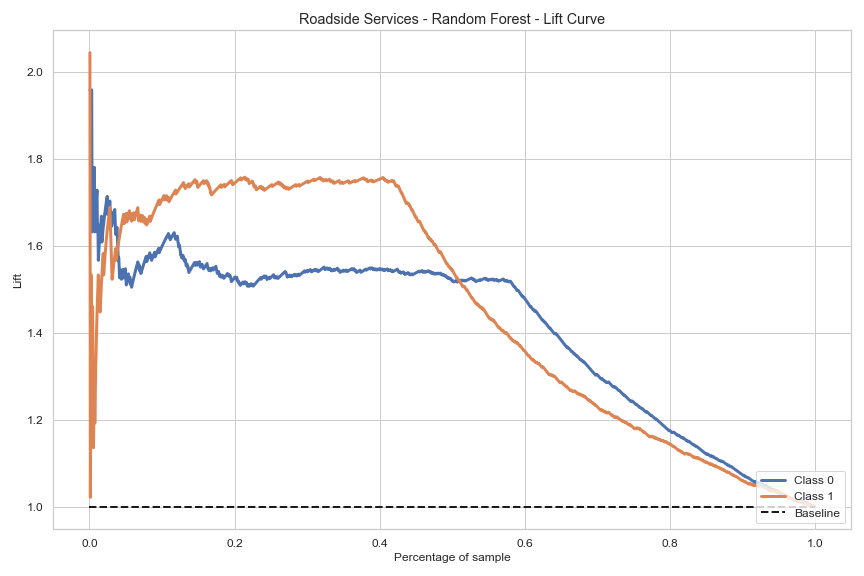 Roadside Services - Random Forest - Lift Curve
2.0
1.8
1.6
1.4
1.2
1.0
Lift
0.0 0.2 0.4 0.6 0.8 1.0
Percentage of sample
Class 0
Class 1
Baseline